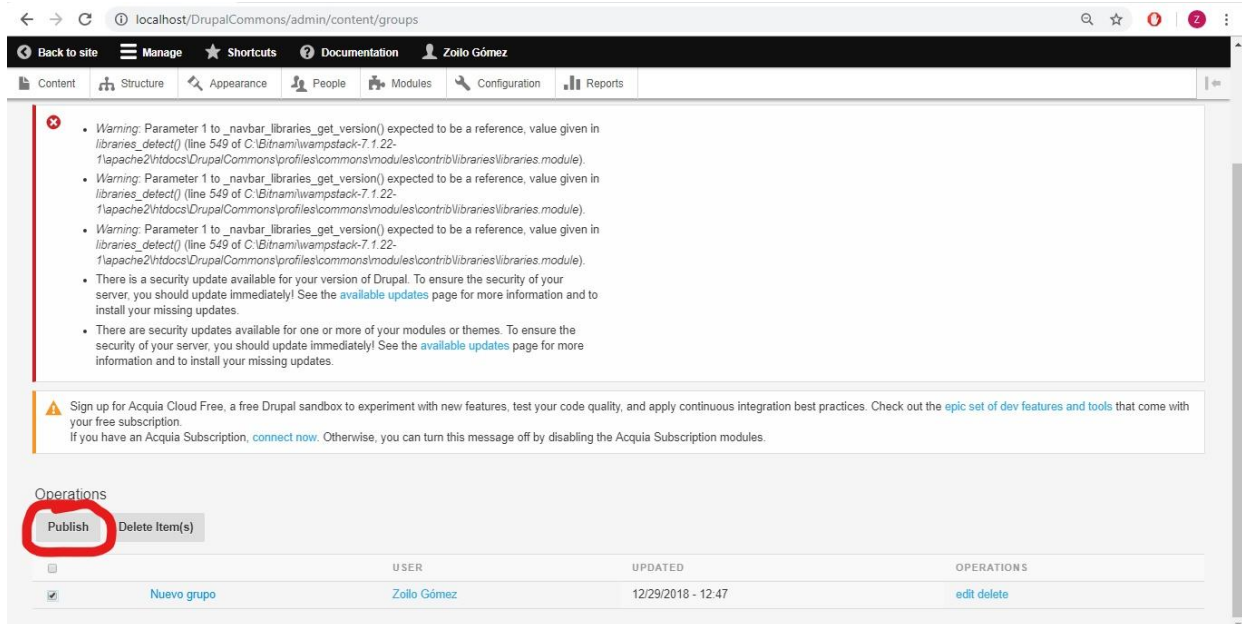 localhost/DrupalCommons/admin/content/groups
Z
Back to site Manage Shortcuts Documentation Zoilo Gómez
Content Structure Appearance People Modules Configuration Reports
Warning: Parameter 1 to _navbar_libraries_get_version() expected to be a reference, value given in
libraries_detect() (line 549 of C:\Bitnami\wampstack-7.1.22-
1\apache2\htdocs\DrupalCommons\profiles\commons\modules\contrib\libraries\libraries.module).
Warning: Parameter 1 to _navbar_libraries_get_version() expected to be a reference, value given in
libraries_detect() (line 549 of C:\Bitnami\wampstack-7.1.22-
1\apache2\htdocs\DrupalCommons\profiles\commons\modules\contrib\libraries\libraries.module).
Warning: Parameter 1 to _navbar_libraries_get_version() expected to be a reference, value given in
libraries_detect() (line 549 of C:\Bitnami\wampstack-7.1.22-
1\apache2\htdocs\DrupalCommons\profiles\commons\modules\contrib\libraries\libraries.module).
There is a security update available for your version of Drupal. To ensure the security of your
server, you should update immediately! See the available updates page for more information and to
install your missing updates.
There are security updates available for one or more of your modules or themes. To ensure the
security of your server, you should update immediately! See the available updates page for more
information and to install your missing updates.
Sign up for Acquia Cloud Free, a free Drupal sandbox to experiment with new features, test your code quality, and apply continuous integration best practices. Check out the epic set of dev features and tools that come with
your free subscription.
If you have an Acquia Subscription, connect now. Otherwise, you can turn this message off by disabling the Acquia Subscription modules.
Operations
Publish Delete Item(s)
USER UPDATED OPERATIONS
Nuevo grupo Zoilo Gómez 12/29/2018 - 12:47 edit delete